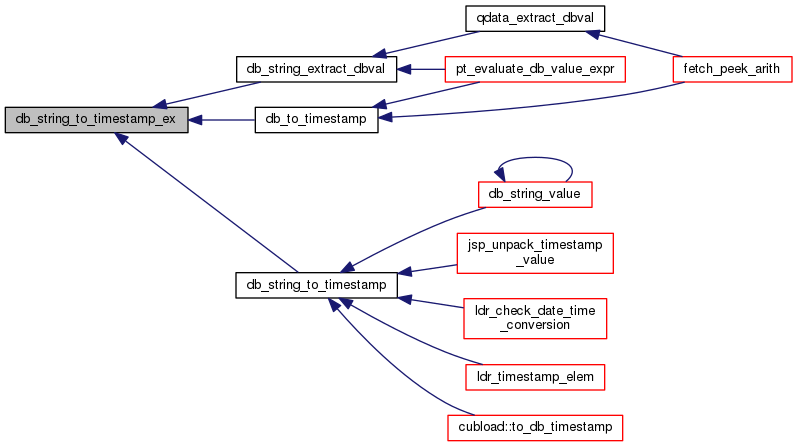 qdata_extract_dbval
db_string_extract_dbval
pt_evaluate_db_value_expr
fetch_peek_arith
db_string_to_timestamp_ex
db_to_timestamp
db_string_value
jsp_unpack_timestamp
_value
db_string_to_timestamp
ldr_check_date_time
_conversion
ldr_timestamp_elem
cubload::to_db_timestamp